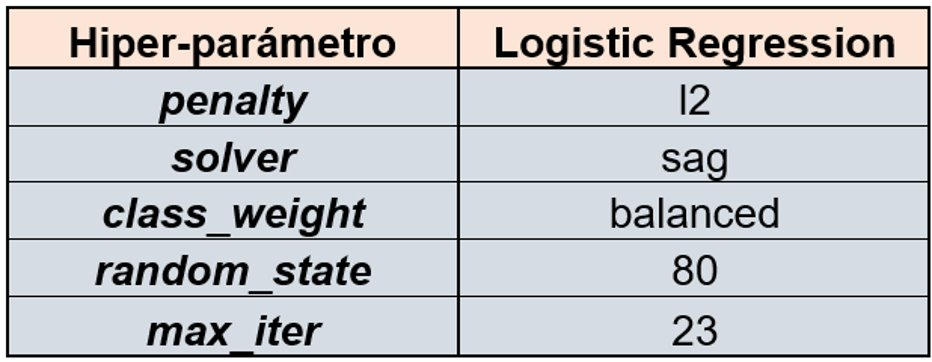 Hiper-parámetro Logistic Regression
penalty l2
solver sag
class_weight balanced
random_state 80
max_iter 23